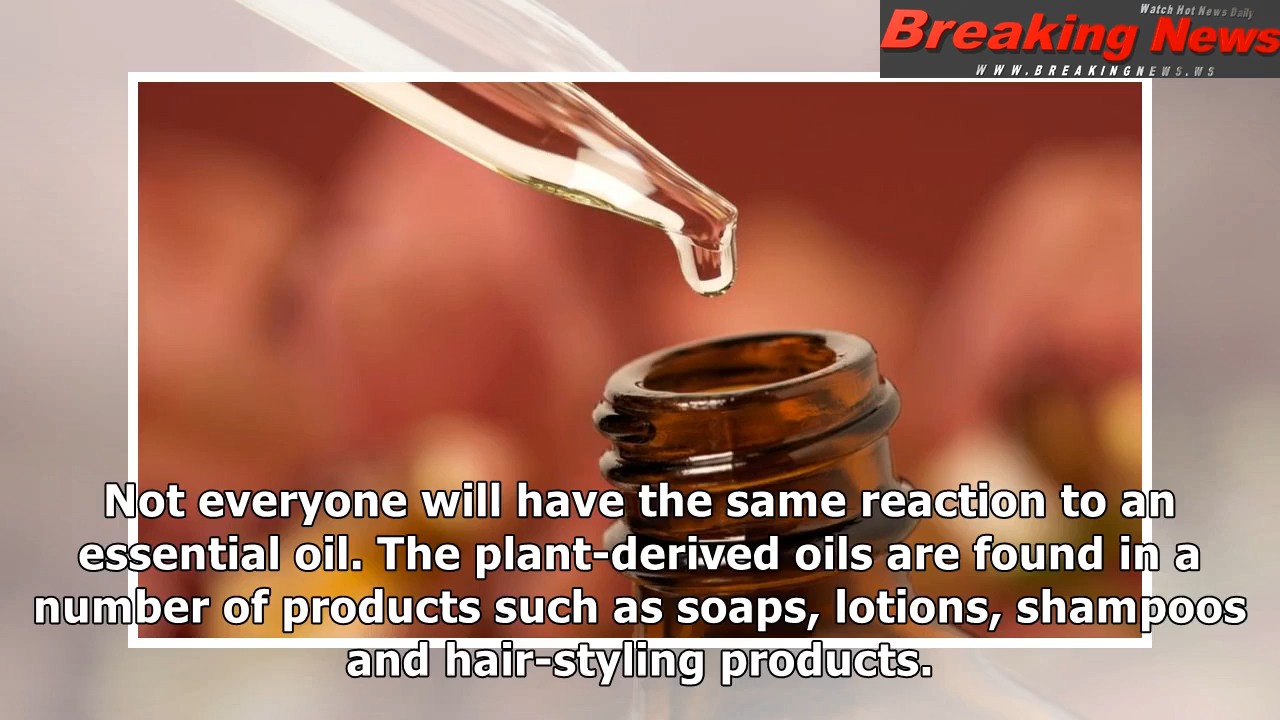 Watch Hot News Daily
Breaking News
WWW.BREAKINGNEWS.WS
Not everyone will have the same reaction to an
essential oil. The plant-derived oils are found in a
number of products such as soaps, lotions, shampoos
and hair-styling products.